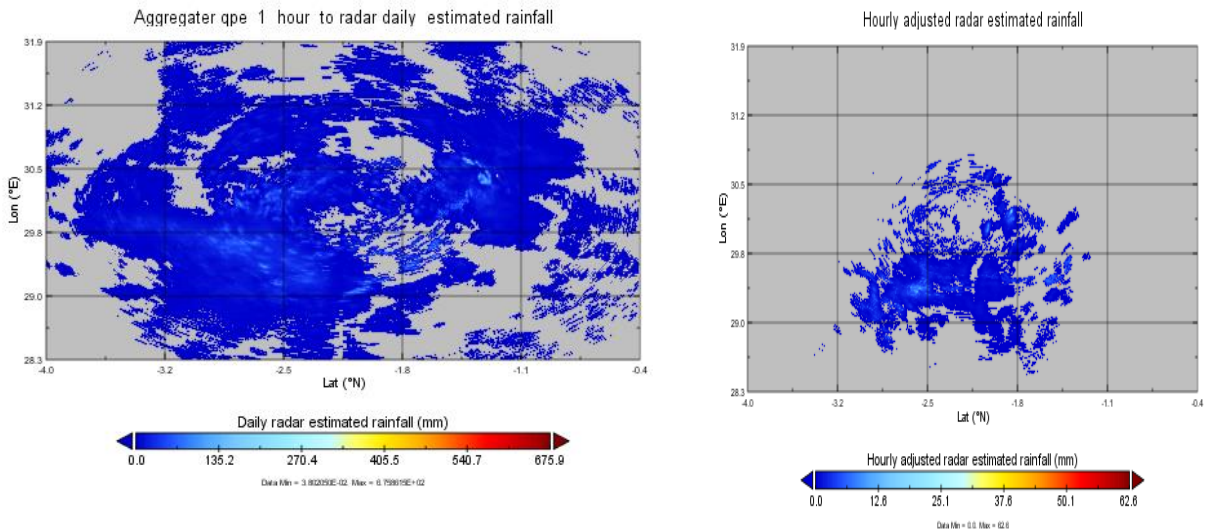 Aggregater qpe 1 hour to radar daily estimated rainfall
31.9
31.2
30.5
29.8
29.0
28.3
Lon (°E)
-4.0 -3.2 -2.5 -1.8 -1.1 -0.4
Lat (°N)
Daily radar estimated rainfall (mm)
0.0 135.2 270.4 405.5 540.7 675.9
Data Min = 3.802050E-02, Max = 6.758615E+02
Hourly adjusted radar estimated rainfall
31.9
31.2
30.5
29.8
29.0
28.3
Lon (°E)
-4.0 -3.2 -2.5 -1.8 -1.1 -0.4
Lat (°N)
Hourly adjusted radar estimated rainfall (mm)
0.0 12.6 25.1 37.6 50.1 62.6
Data Min = 0.0, Max = 62.6